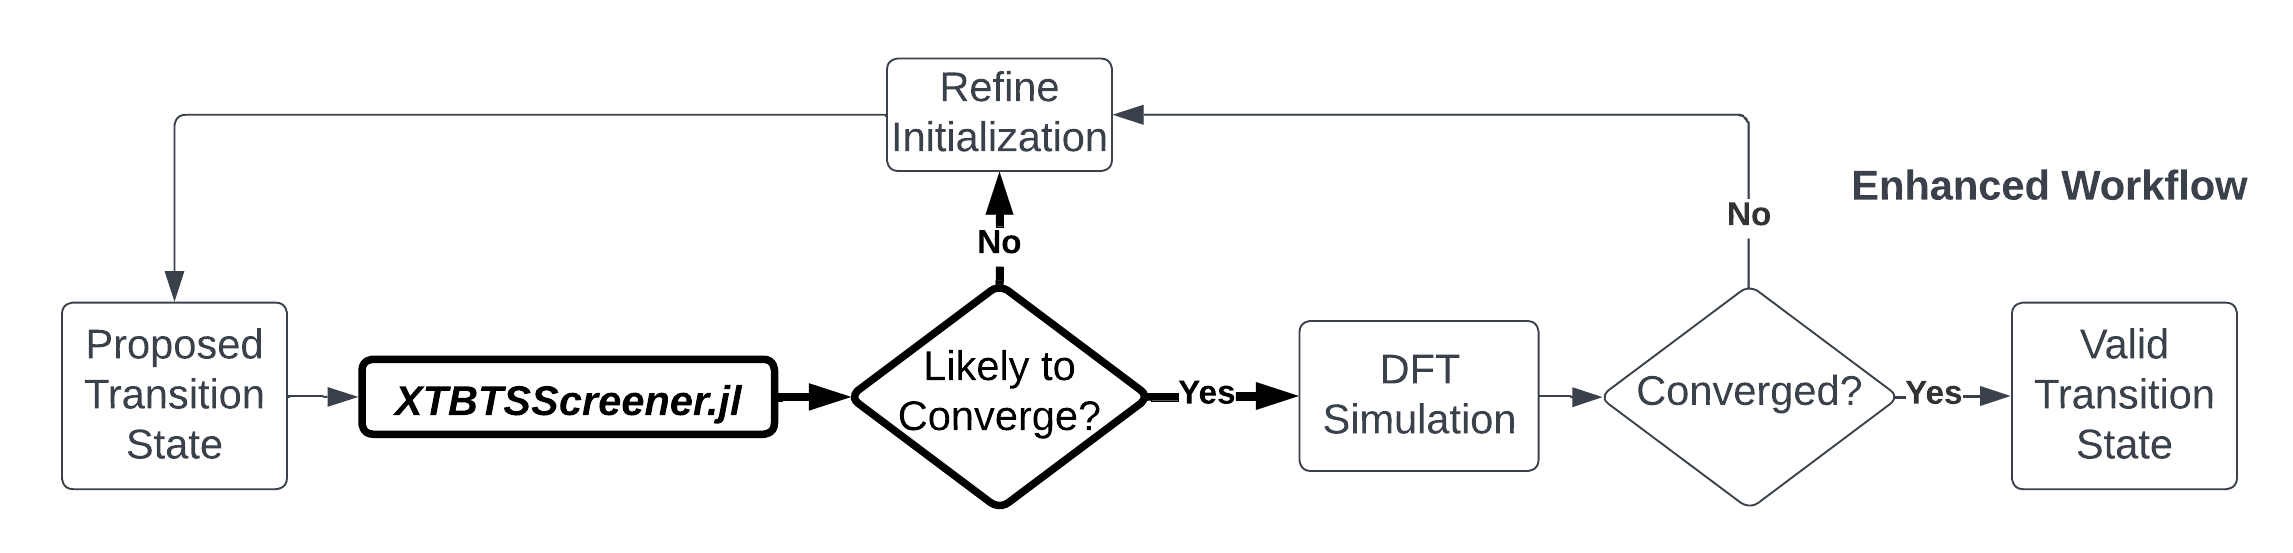 Refine
Initialization
Enhanced Workflow
No
No
Proposed
Transition
State
XTBTSScreener.jl
Likely to
Converge?
Yes
DFT
Simulation
Converged?
Yes
Valid
Transition
State